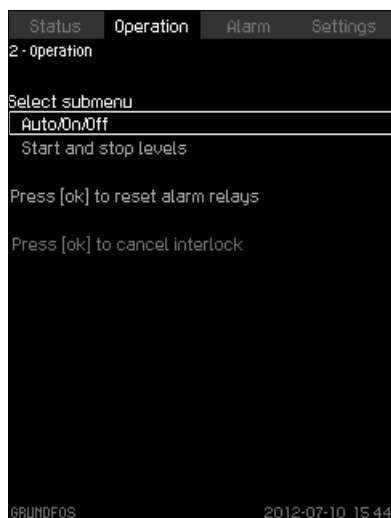 Status Operation Alarm Settings
2 - Operation
Select submenu
Auto/On/Off
Start and stop levels
Press [ok] to reset alarm relays
Press [ok] to cancel interlock
GRUNDFOS 2012-07-10 15:44